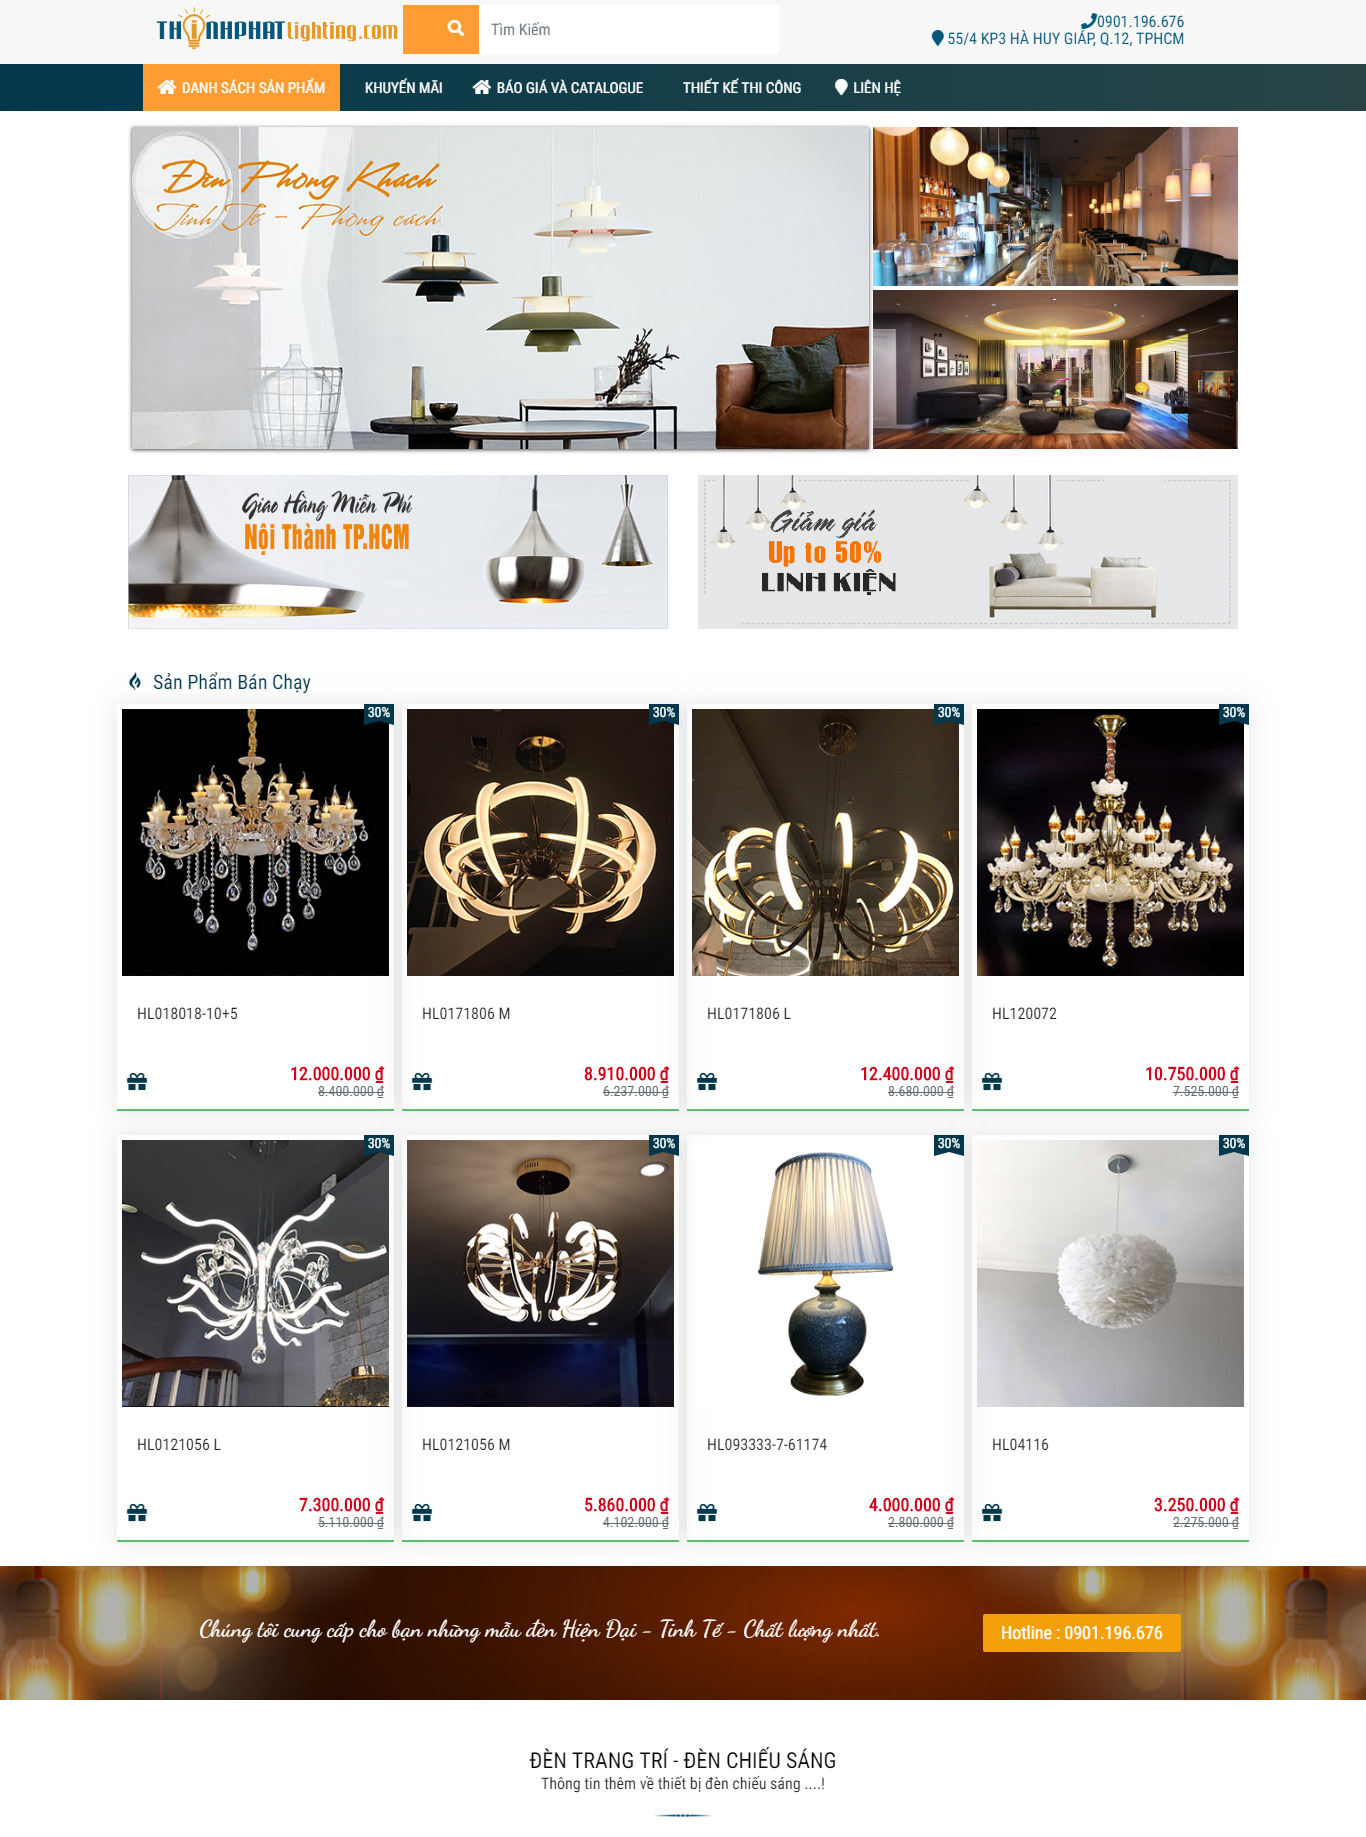 THINHPHATlighting.com
Tìm Kiếm
0901.196.676
55/4 KP3 HÀ HUY GIÁP, Q.12, TPHCM
DANH SÁCH SẢN PHẨM
KHUYẾN MÃI
BÁO GIÁ VÀ CATALOGUE
THIẾT KẾ THI CÔNG
LIÊN HỆ
Đèn Phòng Khách
Tinh Tế - Phòng cách
Giao Hàng Miễn Phí
Nội Thành TP.HCM
Giảm giá
Up to 50%
LINH KIỆN
Sản Phẩm Bán Chạy
30%
30%
30%
30%
HL018018-10+5
HL0171806 M
HL0171806 L
HL120072
12.000.000 ₫
8.400.000 ₫
8.910.000 ₫
6.237.000 ₫
12.400.000 ₫
8.680.000 ₫
10.750.000 ₫
7.525.000 ₫
30%
30%
30%
30%
HL0121056 L
HL0121056 M
HL093333-7-61174
HL04116
7.300.000 ₫
5.110.000 ₫
5.860.000 ₫
4.102.000 ₫
4.000.000 ₫
2.800.000 ₫
3.250.000 ₫
2.275.000 ₫
Chúng tôi cung cấp cho bạn những mẫu đèn Hiện Đại - Tinh Tế - Chất lượng nhất.
Hotline : 0901.196.676
ĐÈN TRANG TRÍ - ĐÈN CHIẾU SÁNG
Thông tin thêm về thiết bị đèn chiếu sáng ....!